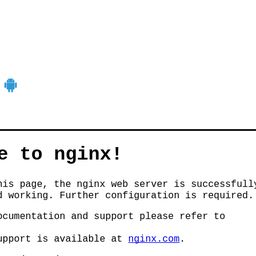 e to nginx!
his page, the nginx web server is successfully
d working. Further configuration is required.
ocumentation and support please refer to
upport is available at nginx.com.